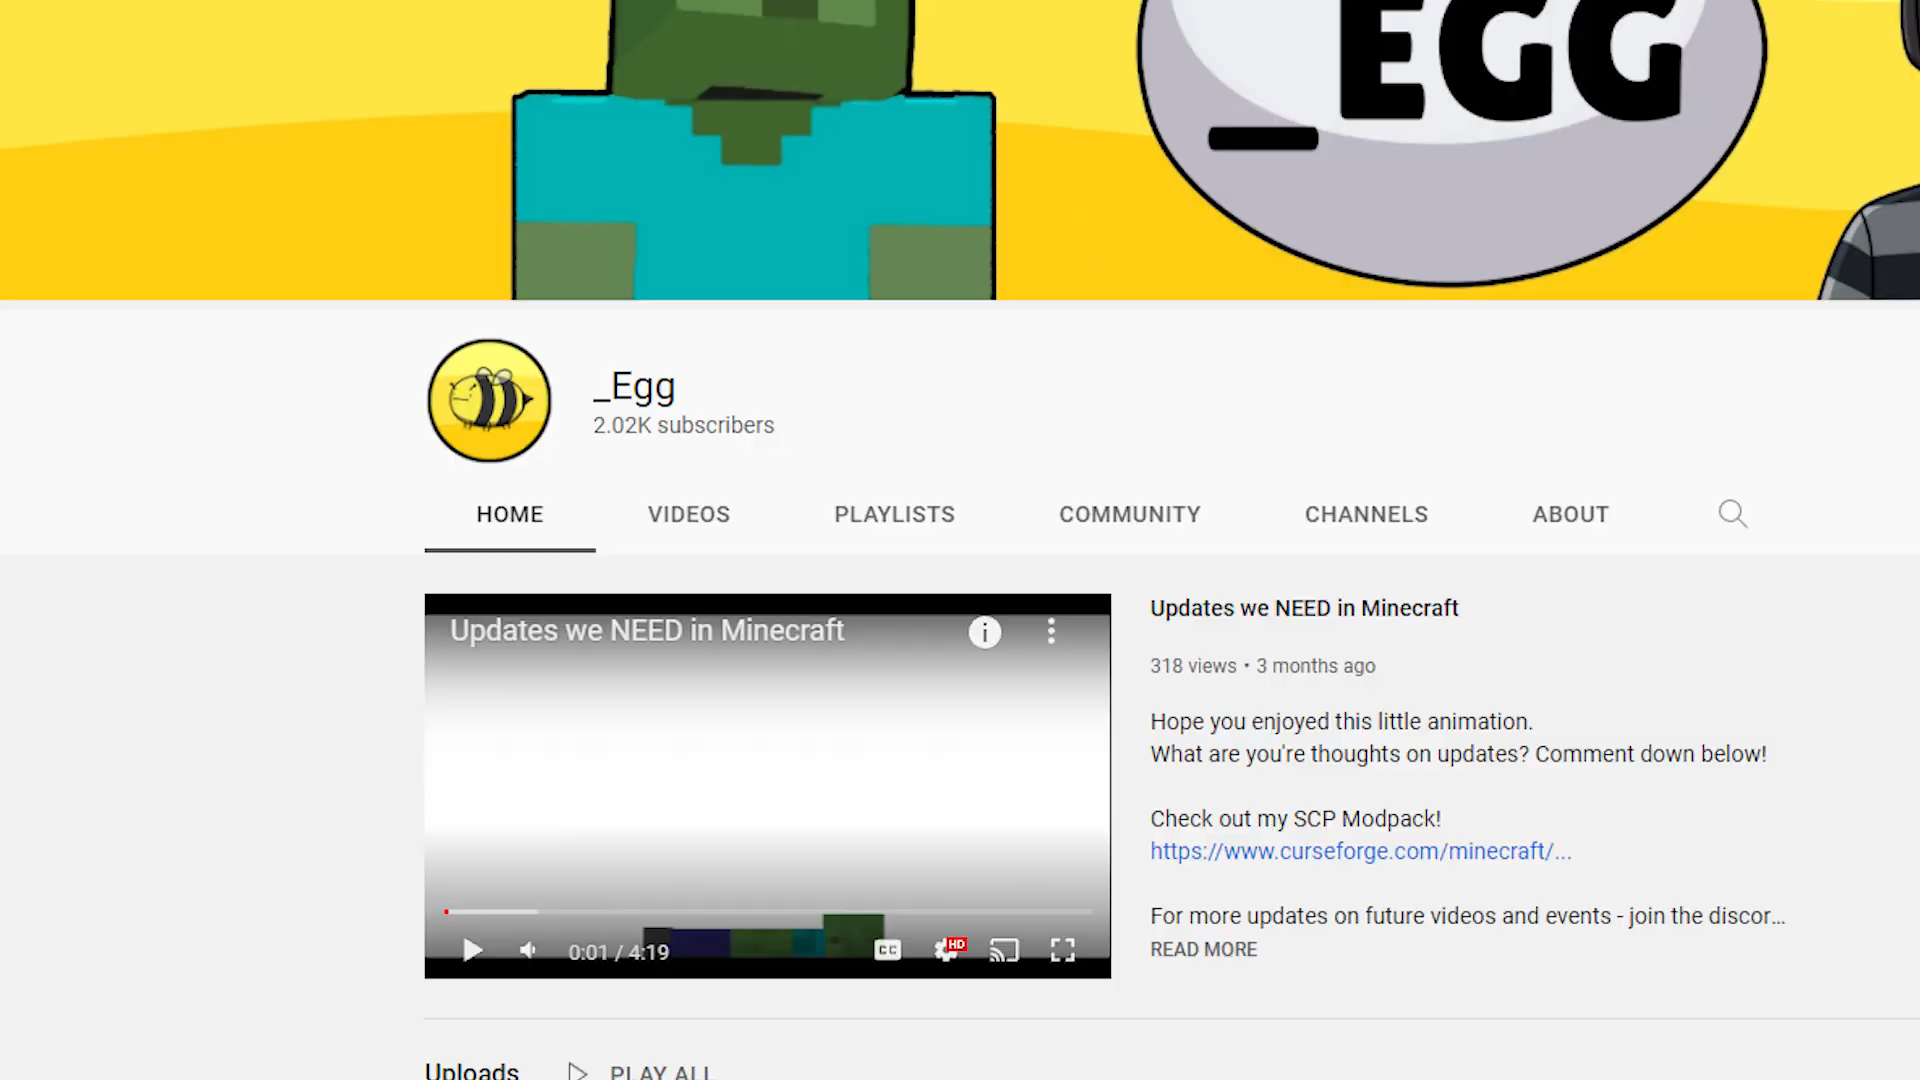 _EGG
_Egg
2.02K subscribers
HOME VIDEOS PLAYLISTS COMMUNITY CHANNELS ABOUT
Updates we NEED in Minecraft
i
0:01 / 4:19
CC
HD
Updates we NEED in Minecraft
318 views • 3 months ago
Hope you enjoyed this little animation.
What are you're thoughts on updates? Comment down below!
Check out my SCP Modpack!
https://www.curseforge.com/minecraft/...
For more updates on future videos and events - join the discor...
READ MORE
Uploads PLAY ALL